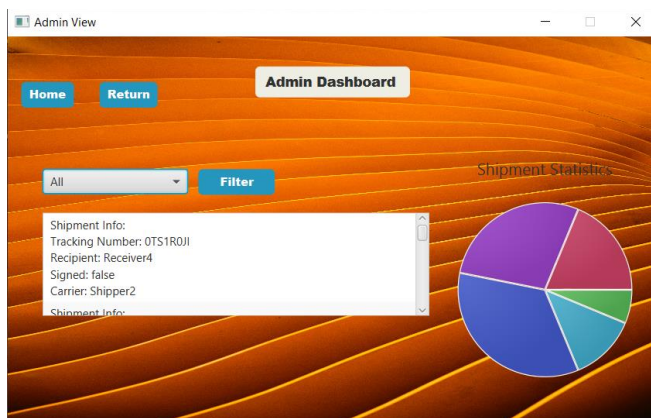 Admin View
Admin Dashboard
Home
Return
Shipment Statistics
All
Filter
Shipment Info:
Tracking Number: 0TS1R0JI
Recipient: Receiver4
Signed: false
Carrier: Shipper2
Shipment Info: